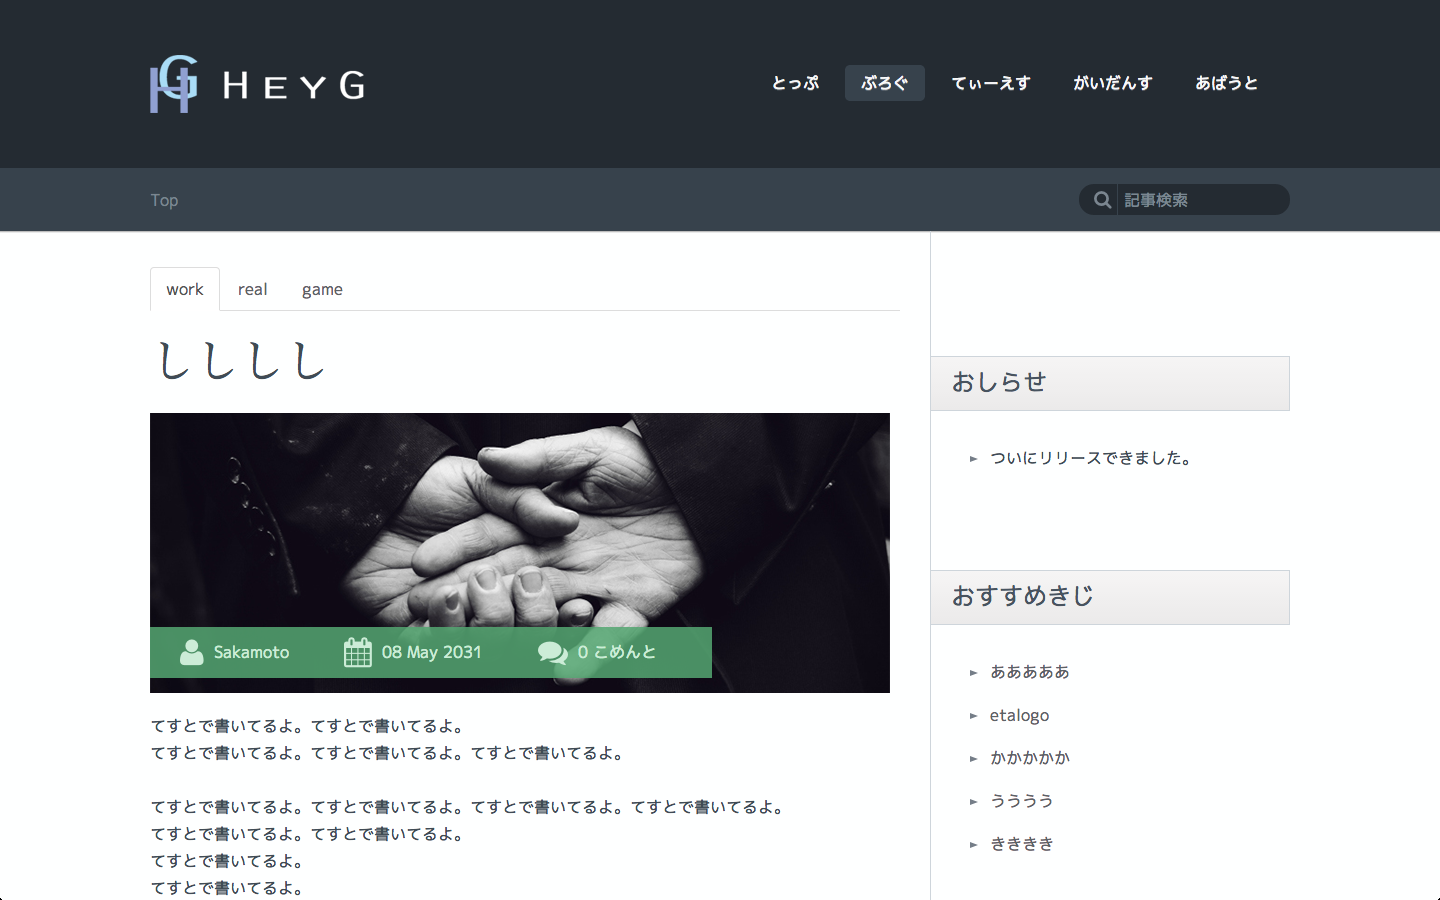 GH HEYG
とっぷ ぶろぐ てぃーえす がいだんす あばうと
Top
記事検索
work real game
しししし
Sakamoto 08 May 2031 0 こめんと
てすとで書いてるよ。てすとで書いてるよ。
てすとで書いてるよ。てすとで書いてるよ。てすとで書いてるよ。
てすとで書いてるよ。てすとで書いてるよ。てすとで書いてるよ。てすとで書いてるよ。
てすとで書いてるよ。てすとで書いてるよ。
てすとで書いてるよ。
てすとで書いてるよ。
おしらせ
ついにリリースできました。
おすすめきじ
あああああ
etalogo
かかかかか
うううう
きききき